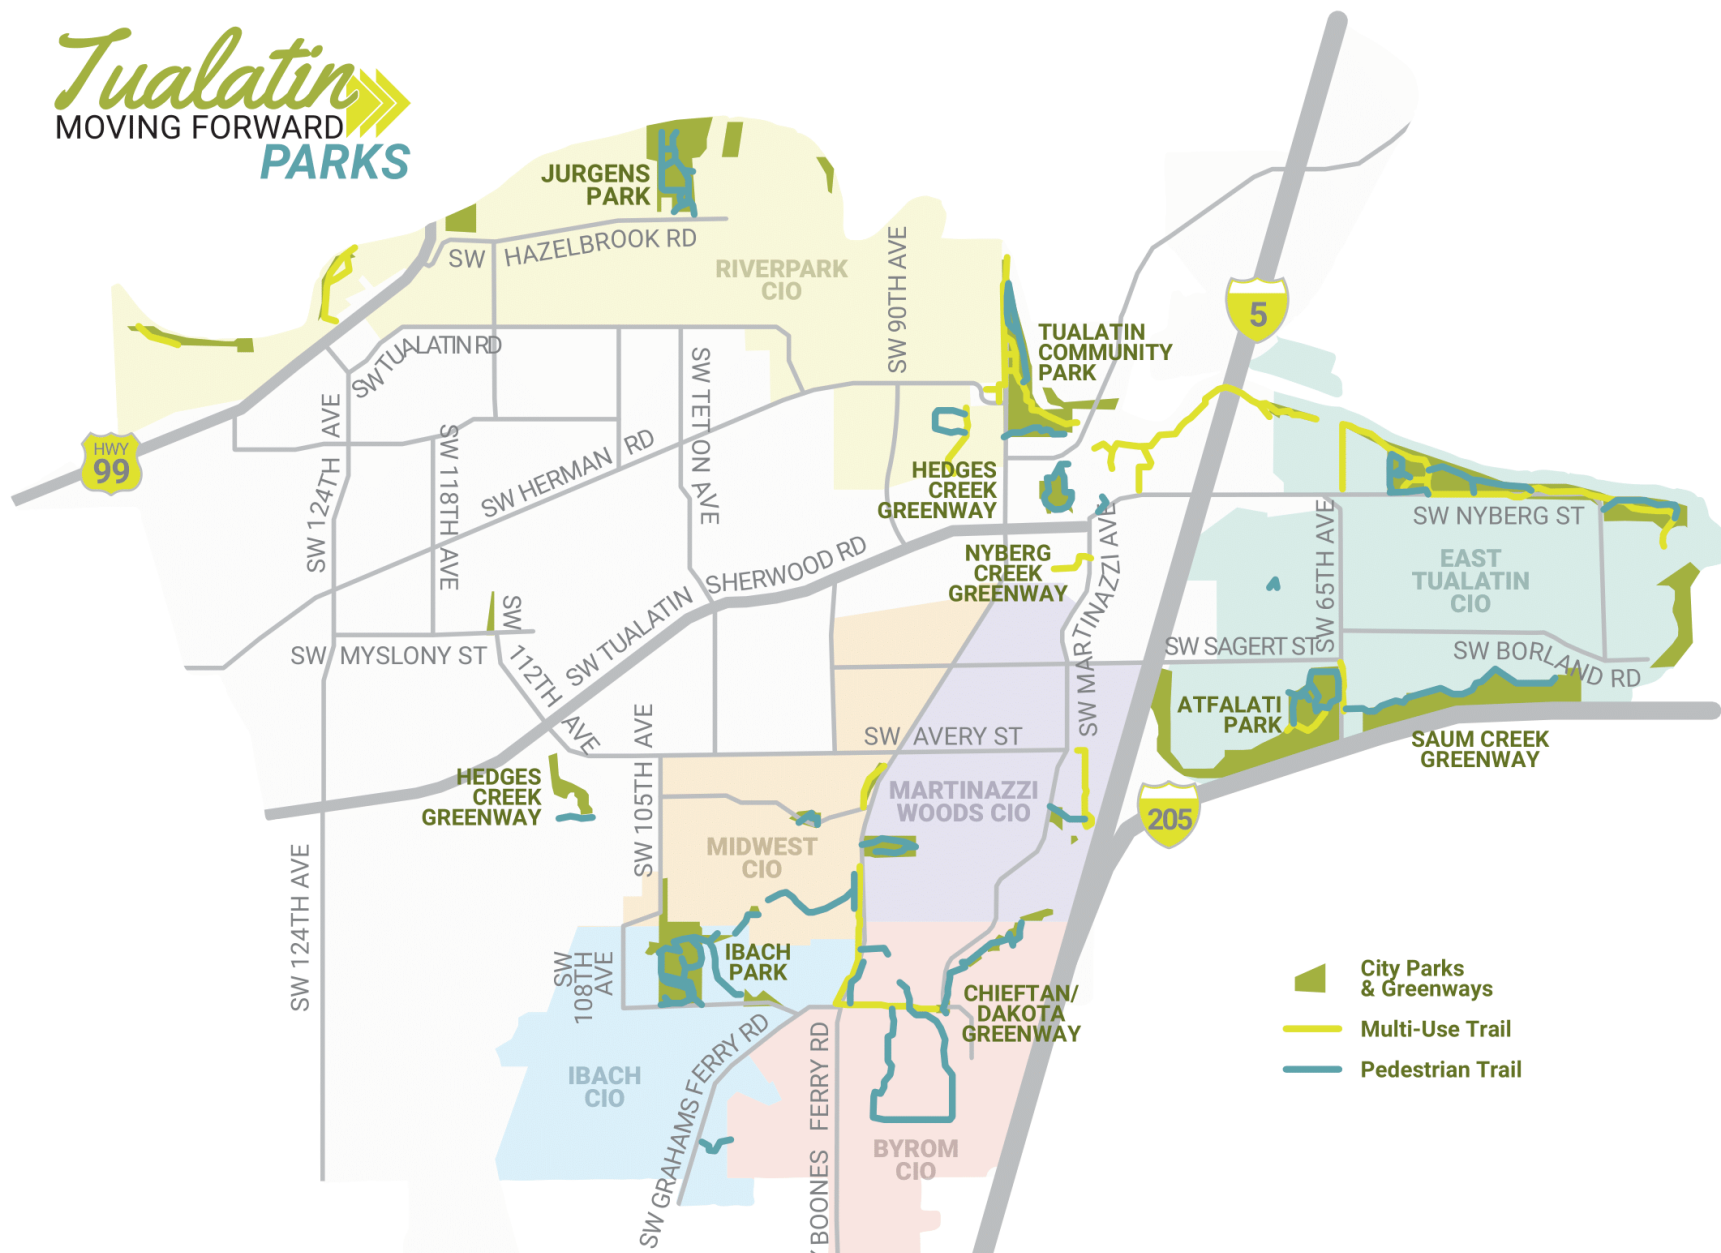 Tualatin
MOVING FORWARD
PARKS
JURGENS
PARK
SW HAZELBROOK RD
RIVERPARK
CIO
SW 90TH AVE
5
TUALATIN
COMMUNITY
PARK
SW TUALATIN RD
SW TETON AVE
HWY
99
SW 124TH AVE
SW 118TH AVE
SW HERMAN RD
HEDGES
CREEK
GREENWAY
SW NYBERG ST
NYBERG
CREEK
GREENWAY
SW MARTINAZZI AVE
SW 65TH AVE
EAST
TUALATIN
CIO
SW TUALATIN SHERWOOD RD
SW MYSLONY ST
SW 112TH AVE
SW SAGERT ST
SW BORLAND RD
ATFALATI
PARK
SAUM CREEK
GREENWAY
SW AVERY ST
SW 105TH AVE
HEDGES
CREEK
GREENWAY
MARTINAZZI
WOODS CIO
205
MIDWEST
CIO
SW 124TH AVE
SW
108TH
AVE
IBACH
PARK
CHIEFTAN/
DAKOTA
GREENWAY
City Parks
& Greenways
Multi-Use Trail
Pedestrian Trail
IBACH
CIO
SW GRAHAMS FERRY RD
BOONES FERRY RD
BYROM
CIO